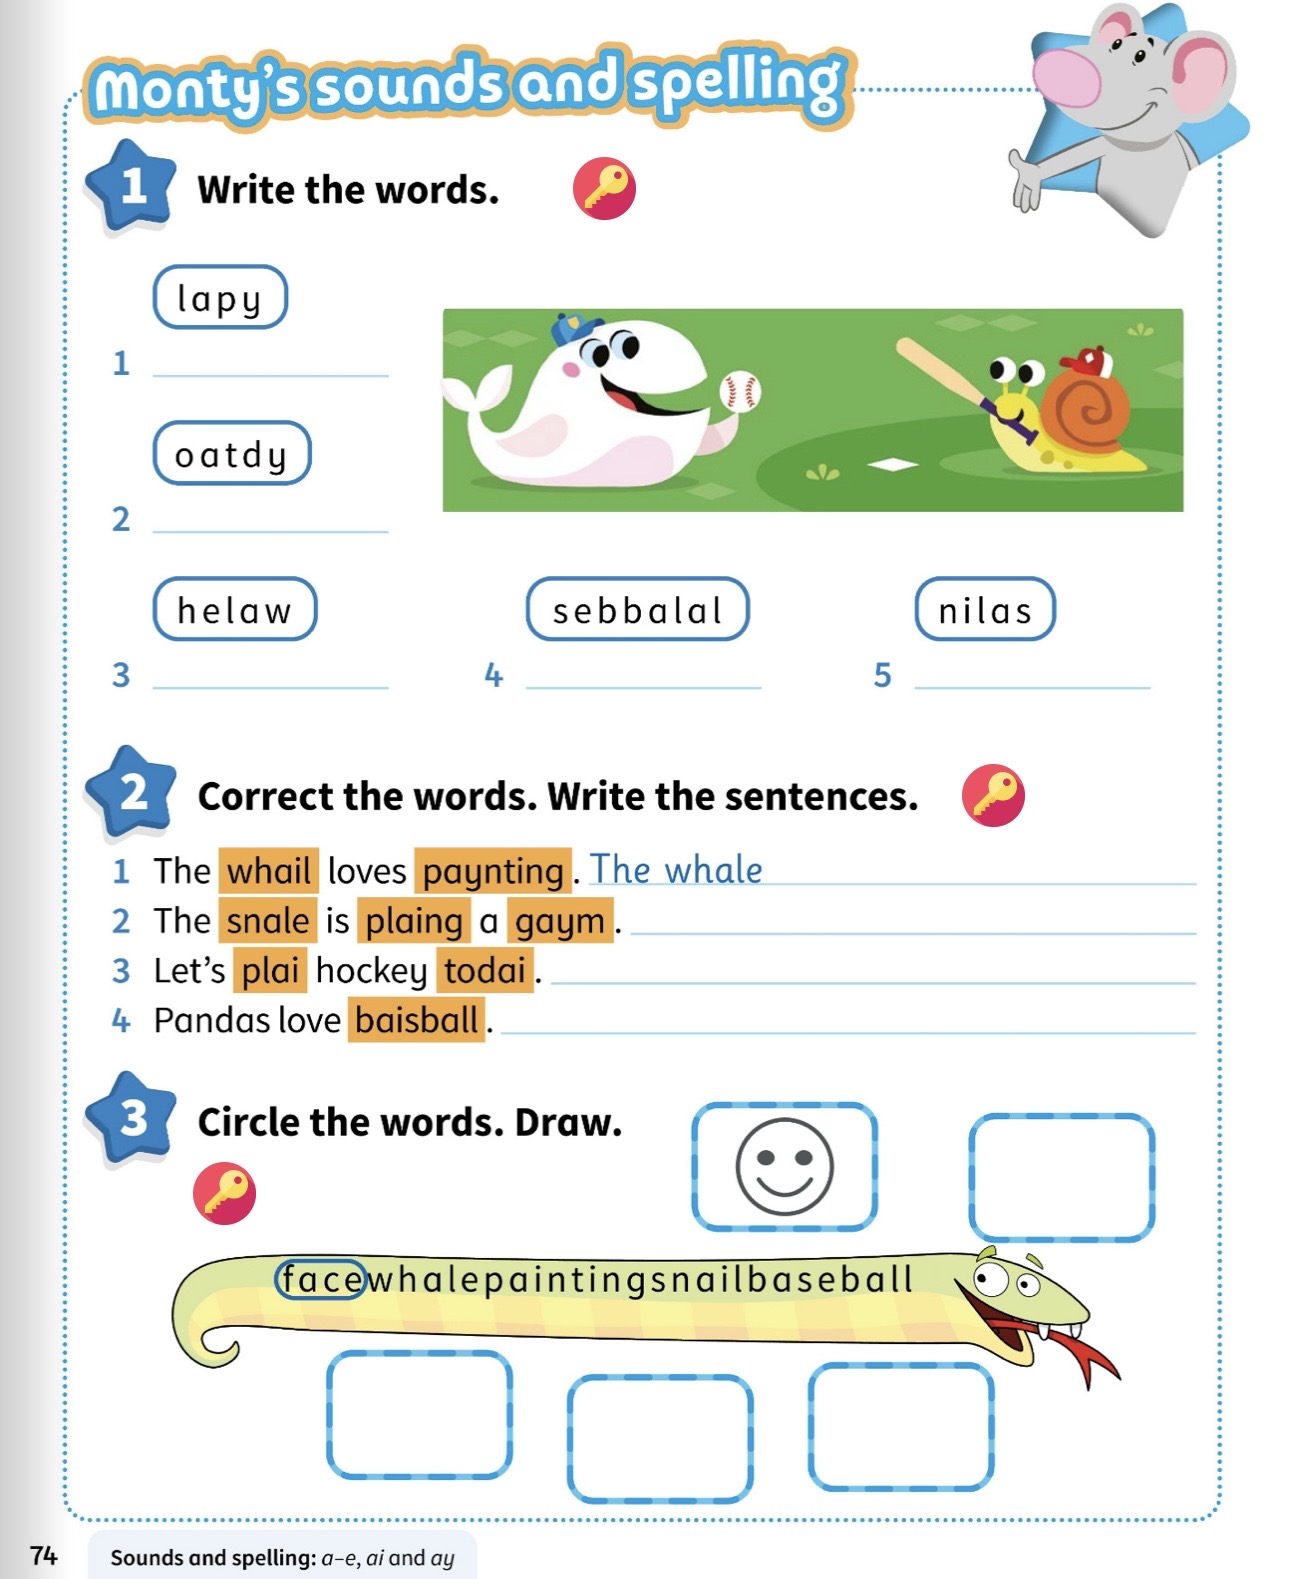 Monty's sounds and spelling
1 Write the words.
lapy
1
oatdy
2
helaw sebbalal nilas
3 4 5
2 Correct the words. Write the sentences.
1 The whail loves paynting. The whale
2 The snale is plaing a gaym.
3 Let's plai hockey todai.
4 Pandas love baisball.
3 Circle the words. Draw.
facewhalepaintingsnailbaseball
74 Sounds and spelling: a–e, ai and ay